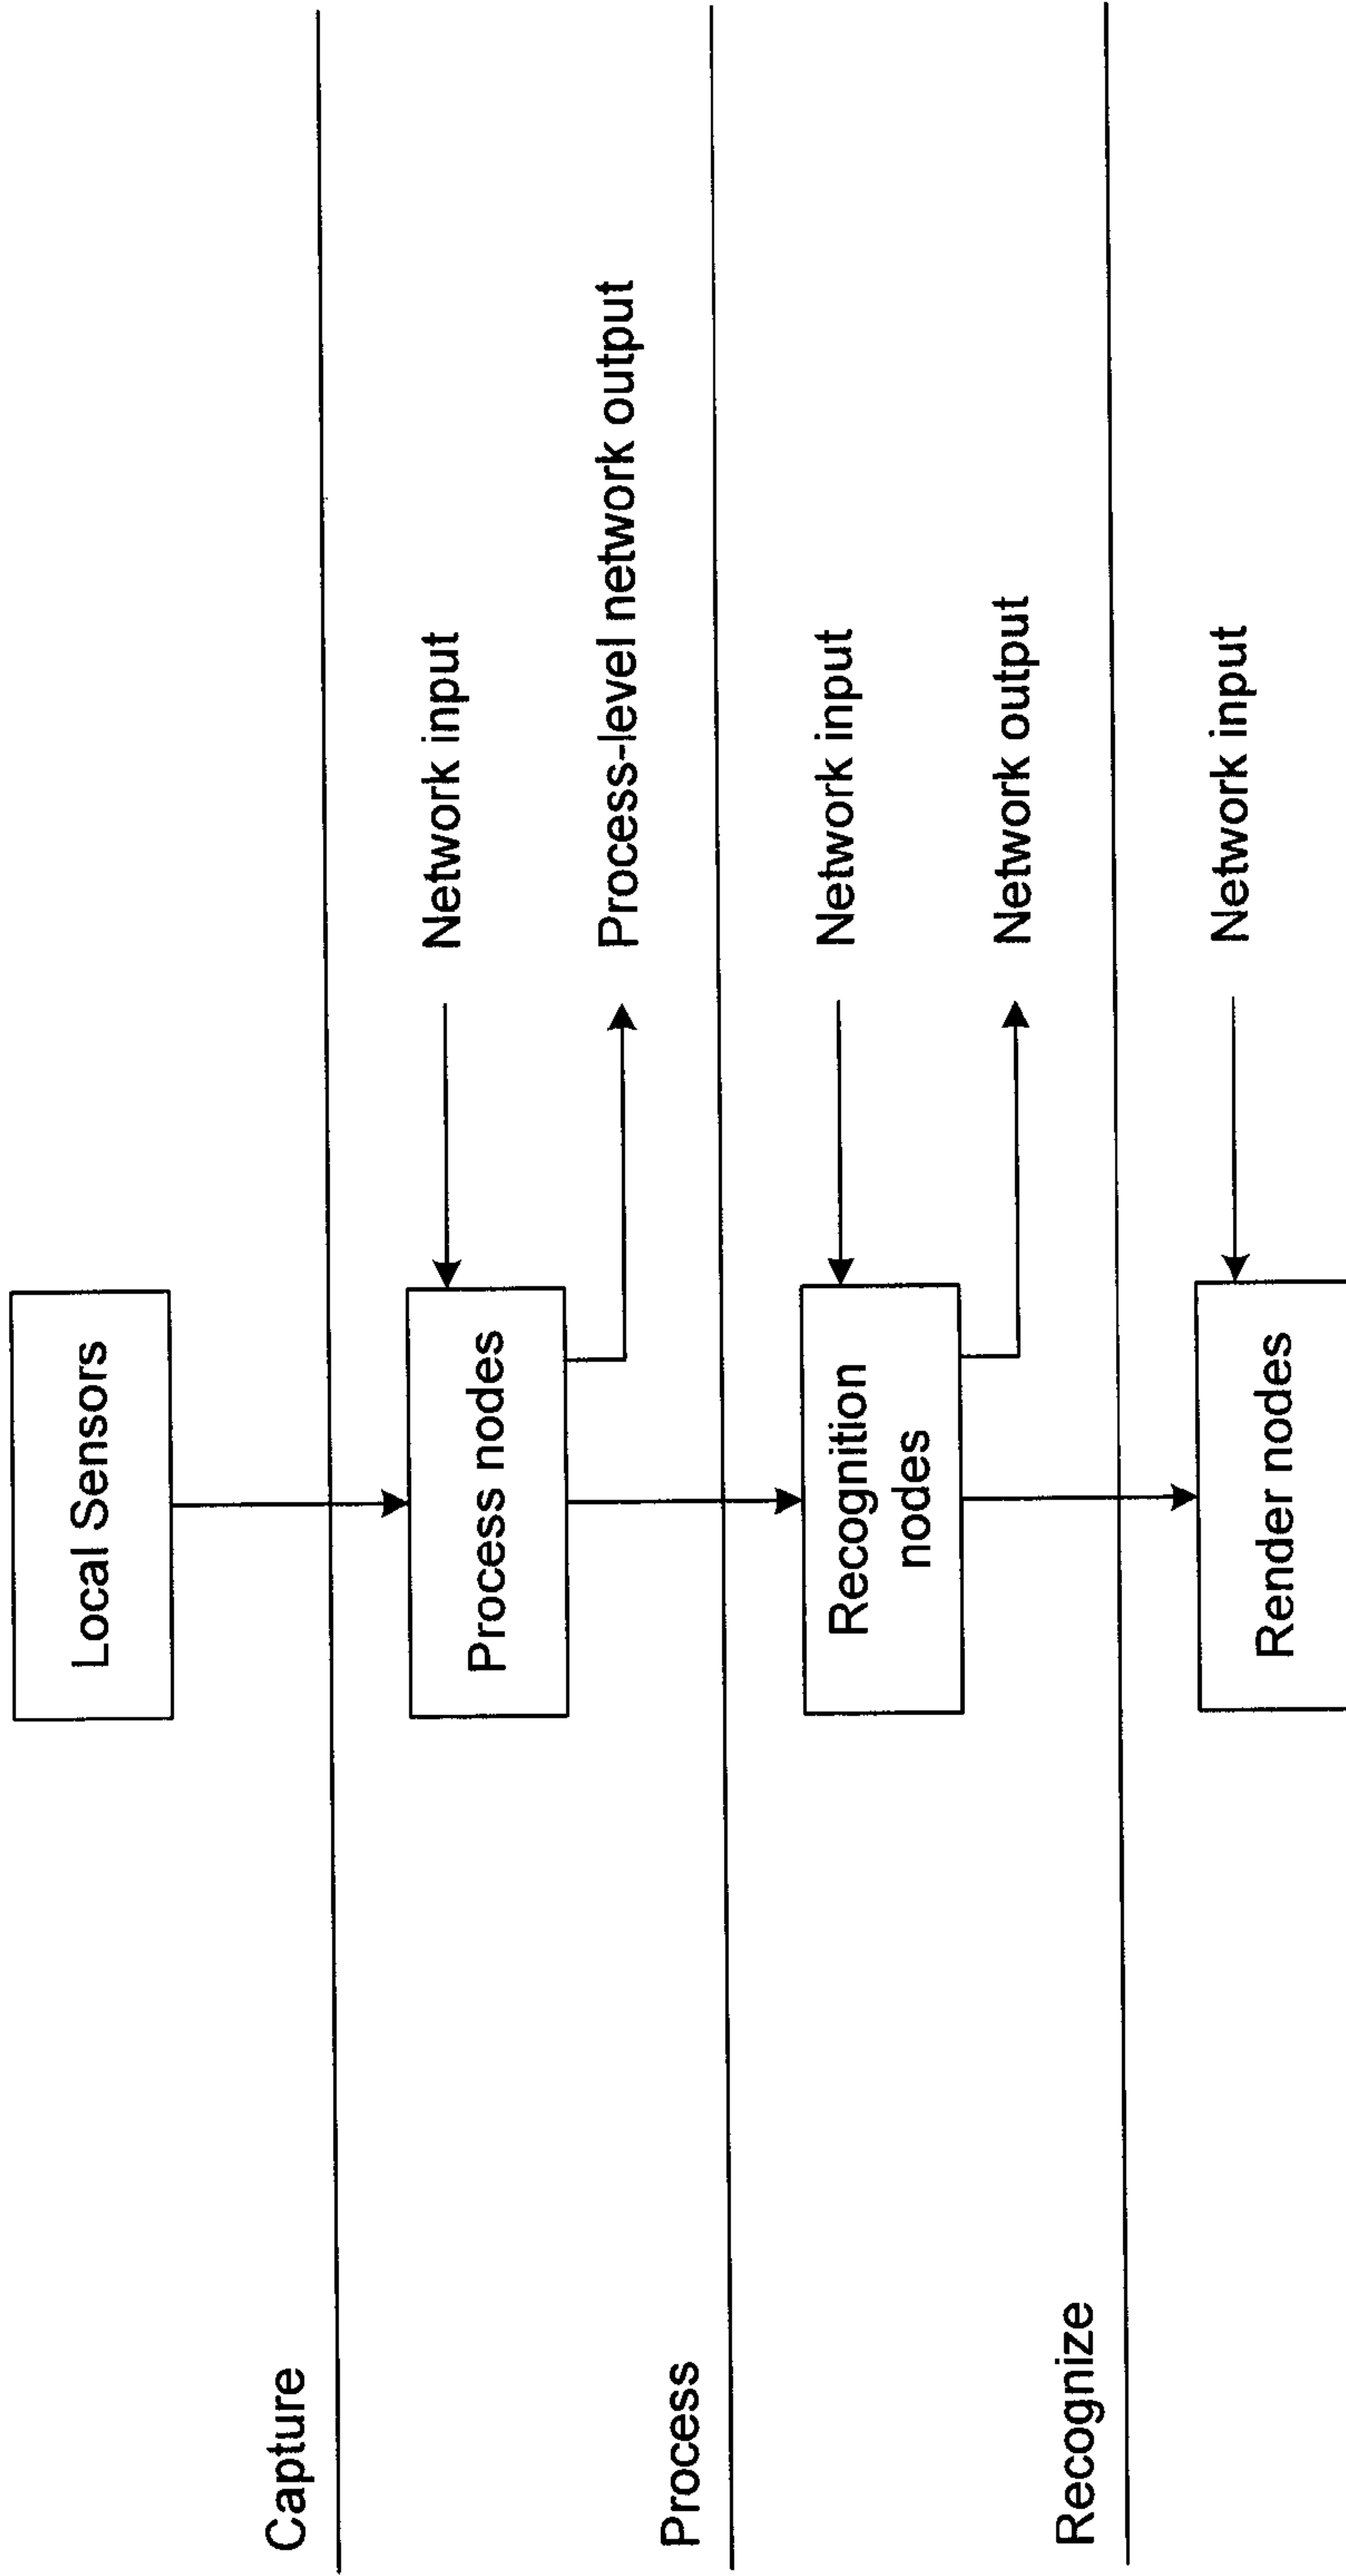 Local Sensors
Capture
Process nodes
Network input
Process-level network output
Process
Recognition
nodes
Network input
Network output
Recognize
Render nodes
Network input